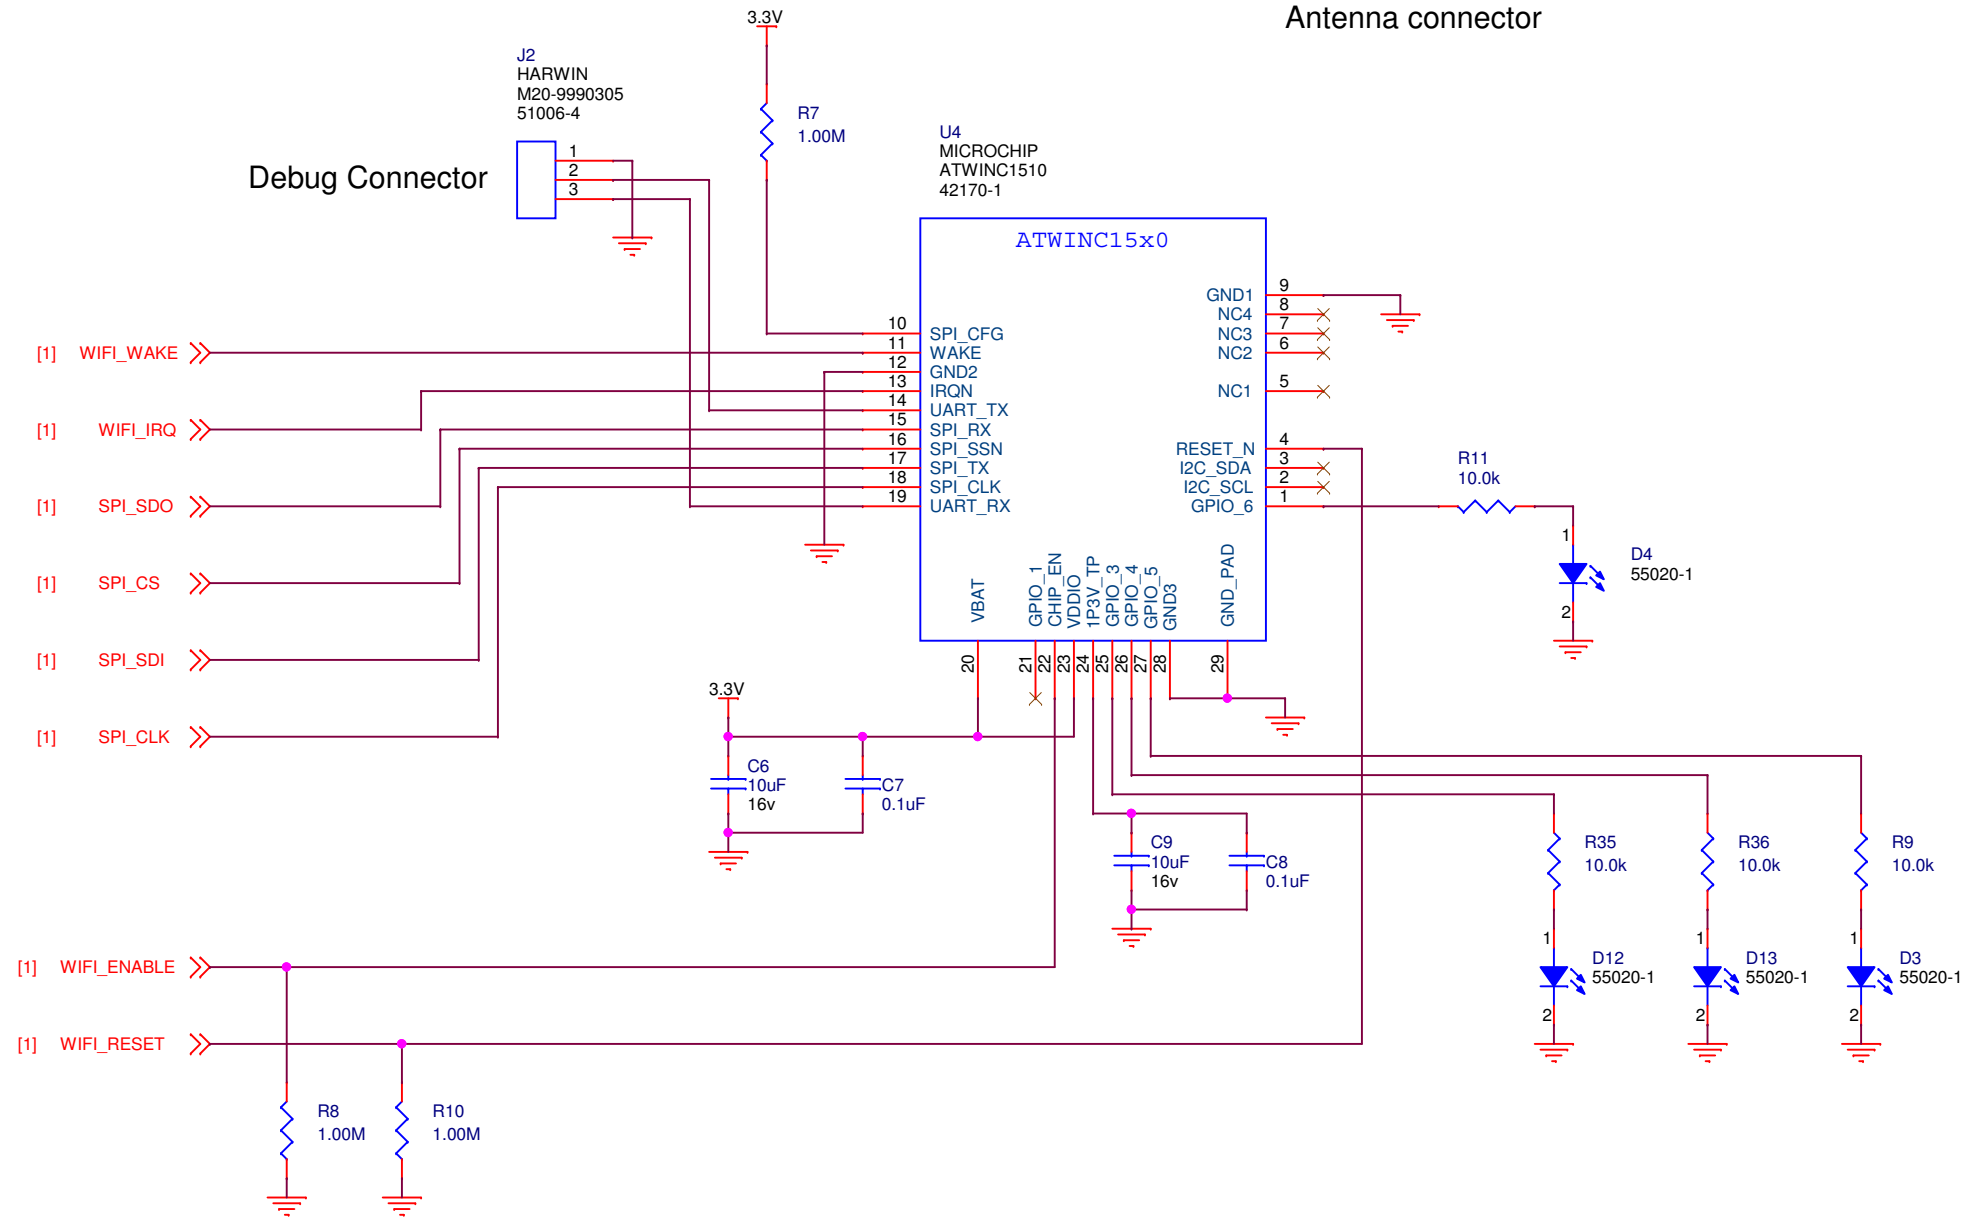 Antenna connector
3.3V
J2
HARWIN
M20-9990305
51006-4
R7
1.00M
Debug Connector
1
2
3
U4
MICROCHIP
ATWINC1510
42170-1
ATWINC15x0
10 SPI_CFG
11 WAKE
12 GND2
13 IRQN
14 UART_TX
15 SPI_RX
16 SPI_SSN
17 SPI_TX
18 SPI_CLK
19 UART_RX
GND1 9
NC4 8
NC3 7
NC2 6
NC1 5
RESET_N 4
I2C_SDA 3
I2C_SCL 2
GPIO_6 1
VBAT 20
GPIO_1 21
CHIP_EN 22
VDDIO 23
1P3V_TP 24
GPIO_3 25
GPIO_4 26
GPIO_5 27
GND3 28
GND_PAD 29
[1] WIFI_WAKE
[1] WIFI_IRQ
[1] SPI_SDO
[1] SPI_CS
[1] SPI_SDI
[1] SPI_CLK
[1] WIFI_ENABLE
[1] WIFI_RESET
R11
10.0k
1
D4
55020-1
2
3.3V
C6
10uF
16v
C7
0.1uF
C9
10uF
16v
C8
0.1uF
R35
10.0k
R36
10.0k
R9
10.0k
1
D12
55020-1
2
1
D13
55020-1
2
1
D3
55020-1
2
R8
1.00M
R10
1.00M